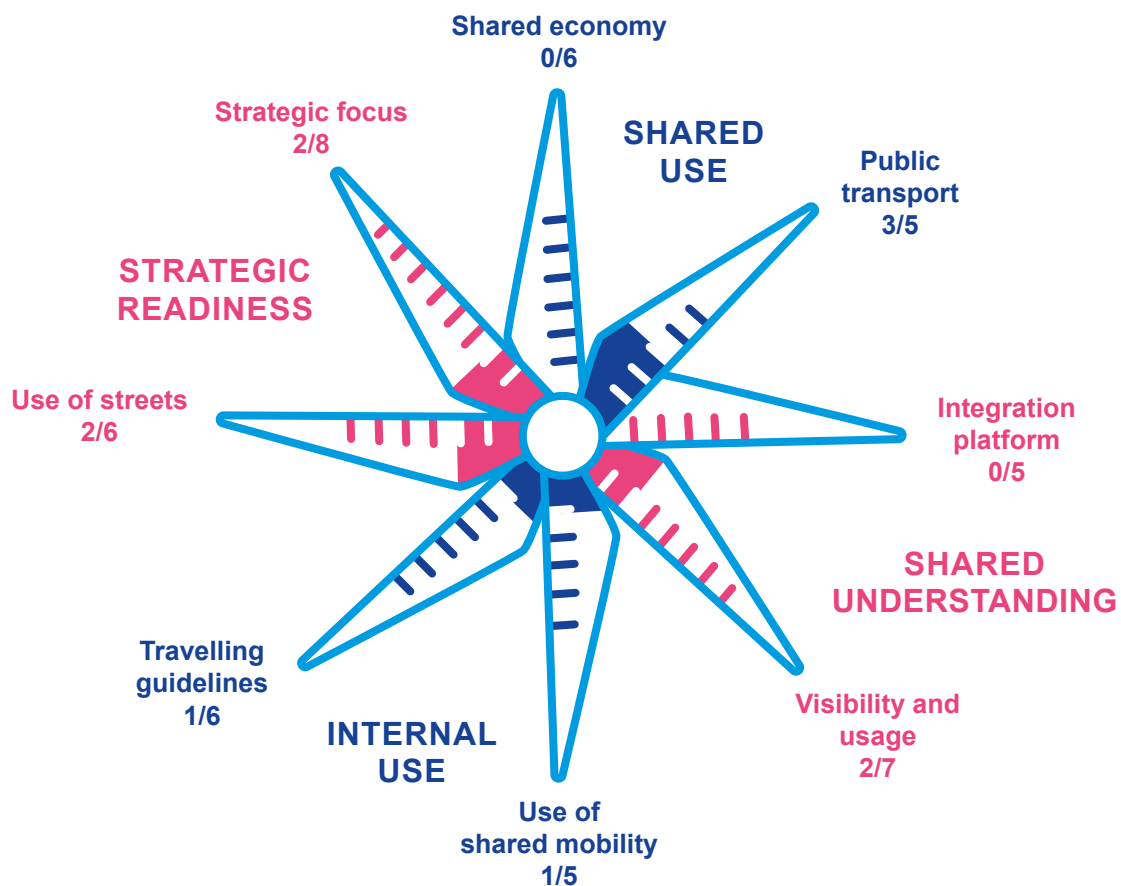 Shared economy
0/6
SHARED
USE
Public
transport
3/5
Integration
platform
0/5
SHARED
UNDERSTANDING
Visibility and
usage
2/7
Use of
shared mobility
1/5
INTERNAL
USE
Travelling
guidelines
1/6
Use of streets
2/6
STRATEGIC
READINESS
Strategic focus
2/8